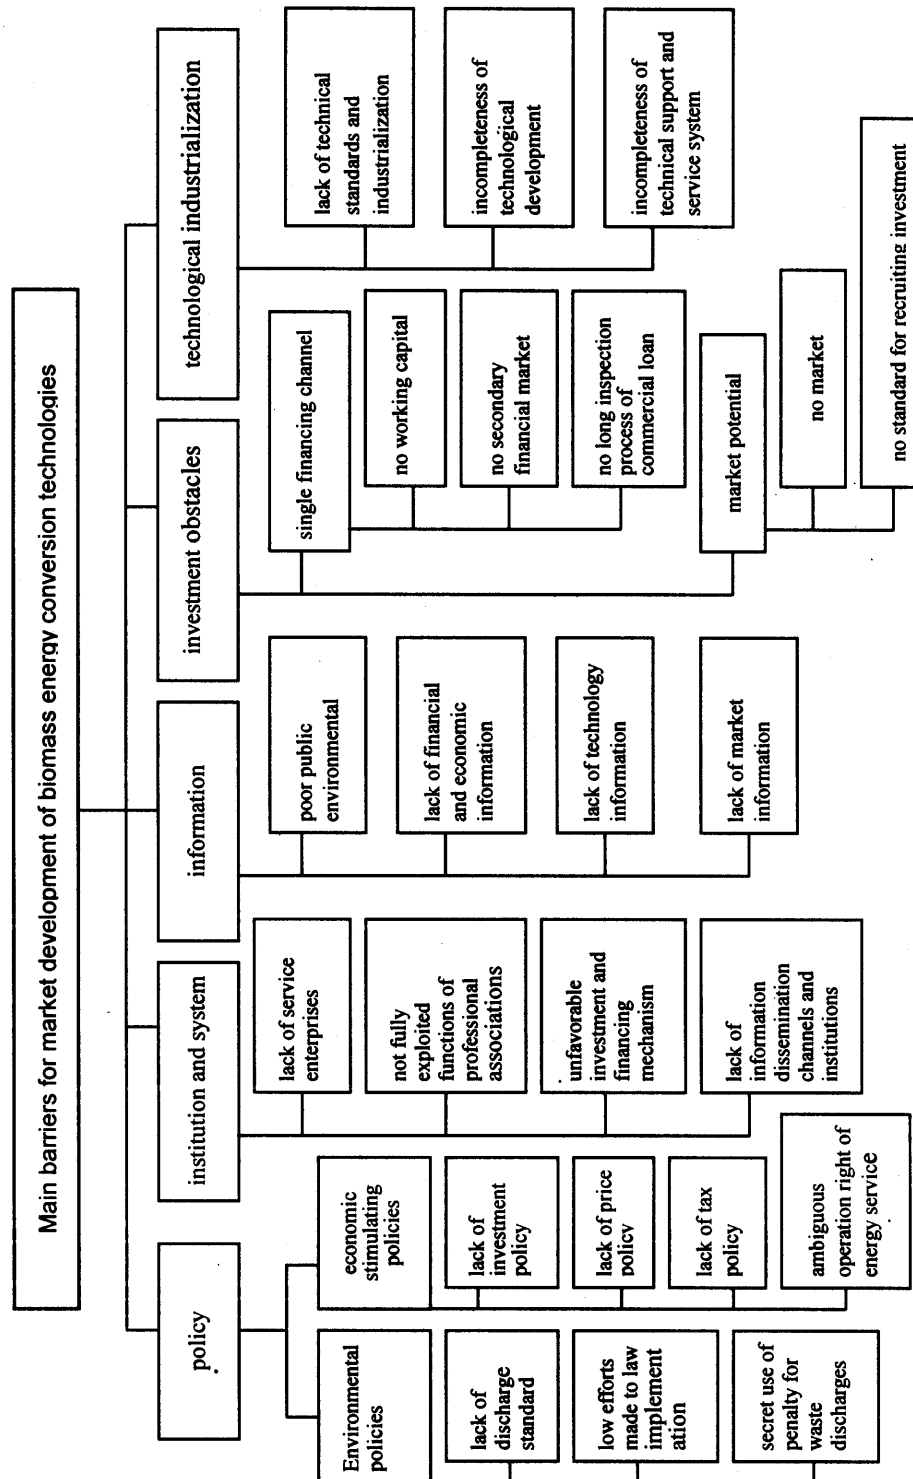 Main barriers for market development of biomass energy conversion technologies
policy
Environmental
policies
lack of
discharge
standard
low efforts
made to law
implement
ation
secret use of
penalty for
waste
discharges
economic
stimulating
policies
lack of
investment
policy
lack of price
policy
lack of tax
policy
ambiguous
operation right of
energy service
institution and system
lack of service
enterprises
not fully
exploited
functions of
professional
associations
unfavorable
investment and
financing
mechanism
lack of
information
dissemination
channels and
institutions
information
poor public
environmental
lack of financial
and economic
information
lack of technology
information
lack of market
information
investment obstacles
single financing channel
no working capital
no secondary
financial market
no long inspection
process of
commercial loan
market potential
no market
no standard for recruiting investment
technological industrialization
lack of technical
standards and
industrialization
incompleteness of
technological
development
incompleteness of
technical support and
service system